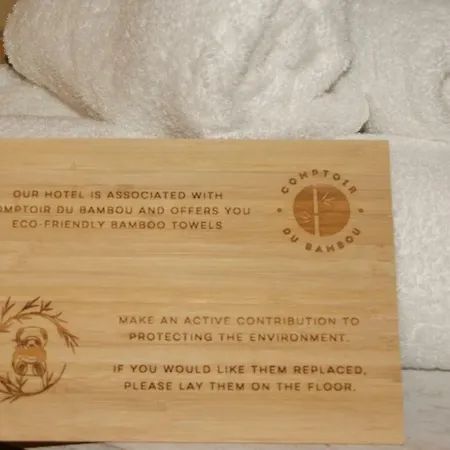 OUR HOTEL IS ASSOCIATED WITH
OMPTOIR DU BAMBOU AND OFFERS YOU
ECO-FRIENDLY BAMBOO TOWELS
COMPTOIR
DU BAMBOU
MAKE AN ACTIVE CONTRIBUTION TO
PROTECTING THE ENVIRONMENT.
IF YOU WOULD LIKE THEM REPLACED,
PLEASE LAY THEM ON THE FLOOR.